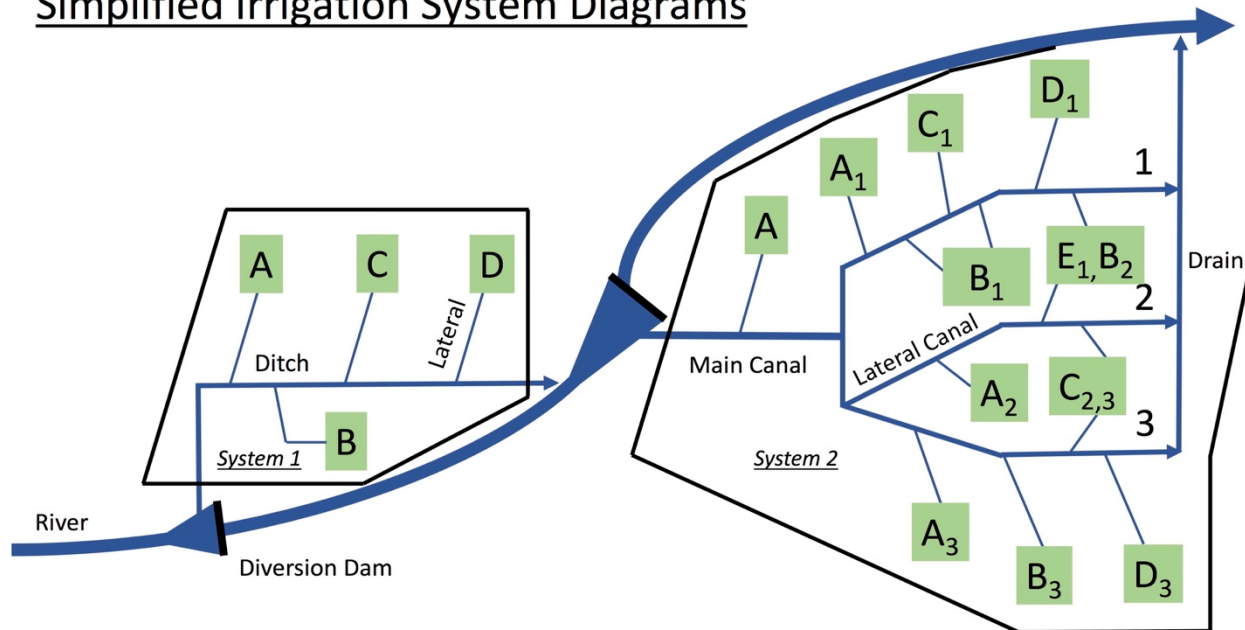 Simplified Irrigation System Diagrams
D₁
C₁
A₁
1
A
A
C
D
E₁,B₂
Drain
B₁
2
Lateral
Ditch
Main Canal
Lateral Canal
A₂
C₂,₃
B
3
System 1
System 2
River
A₃
Diversion Dam
B₃
D₃